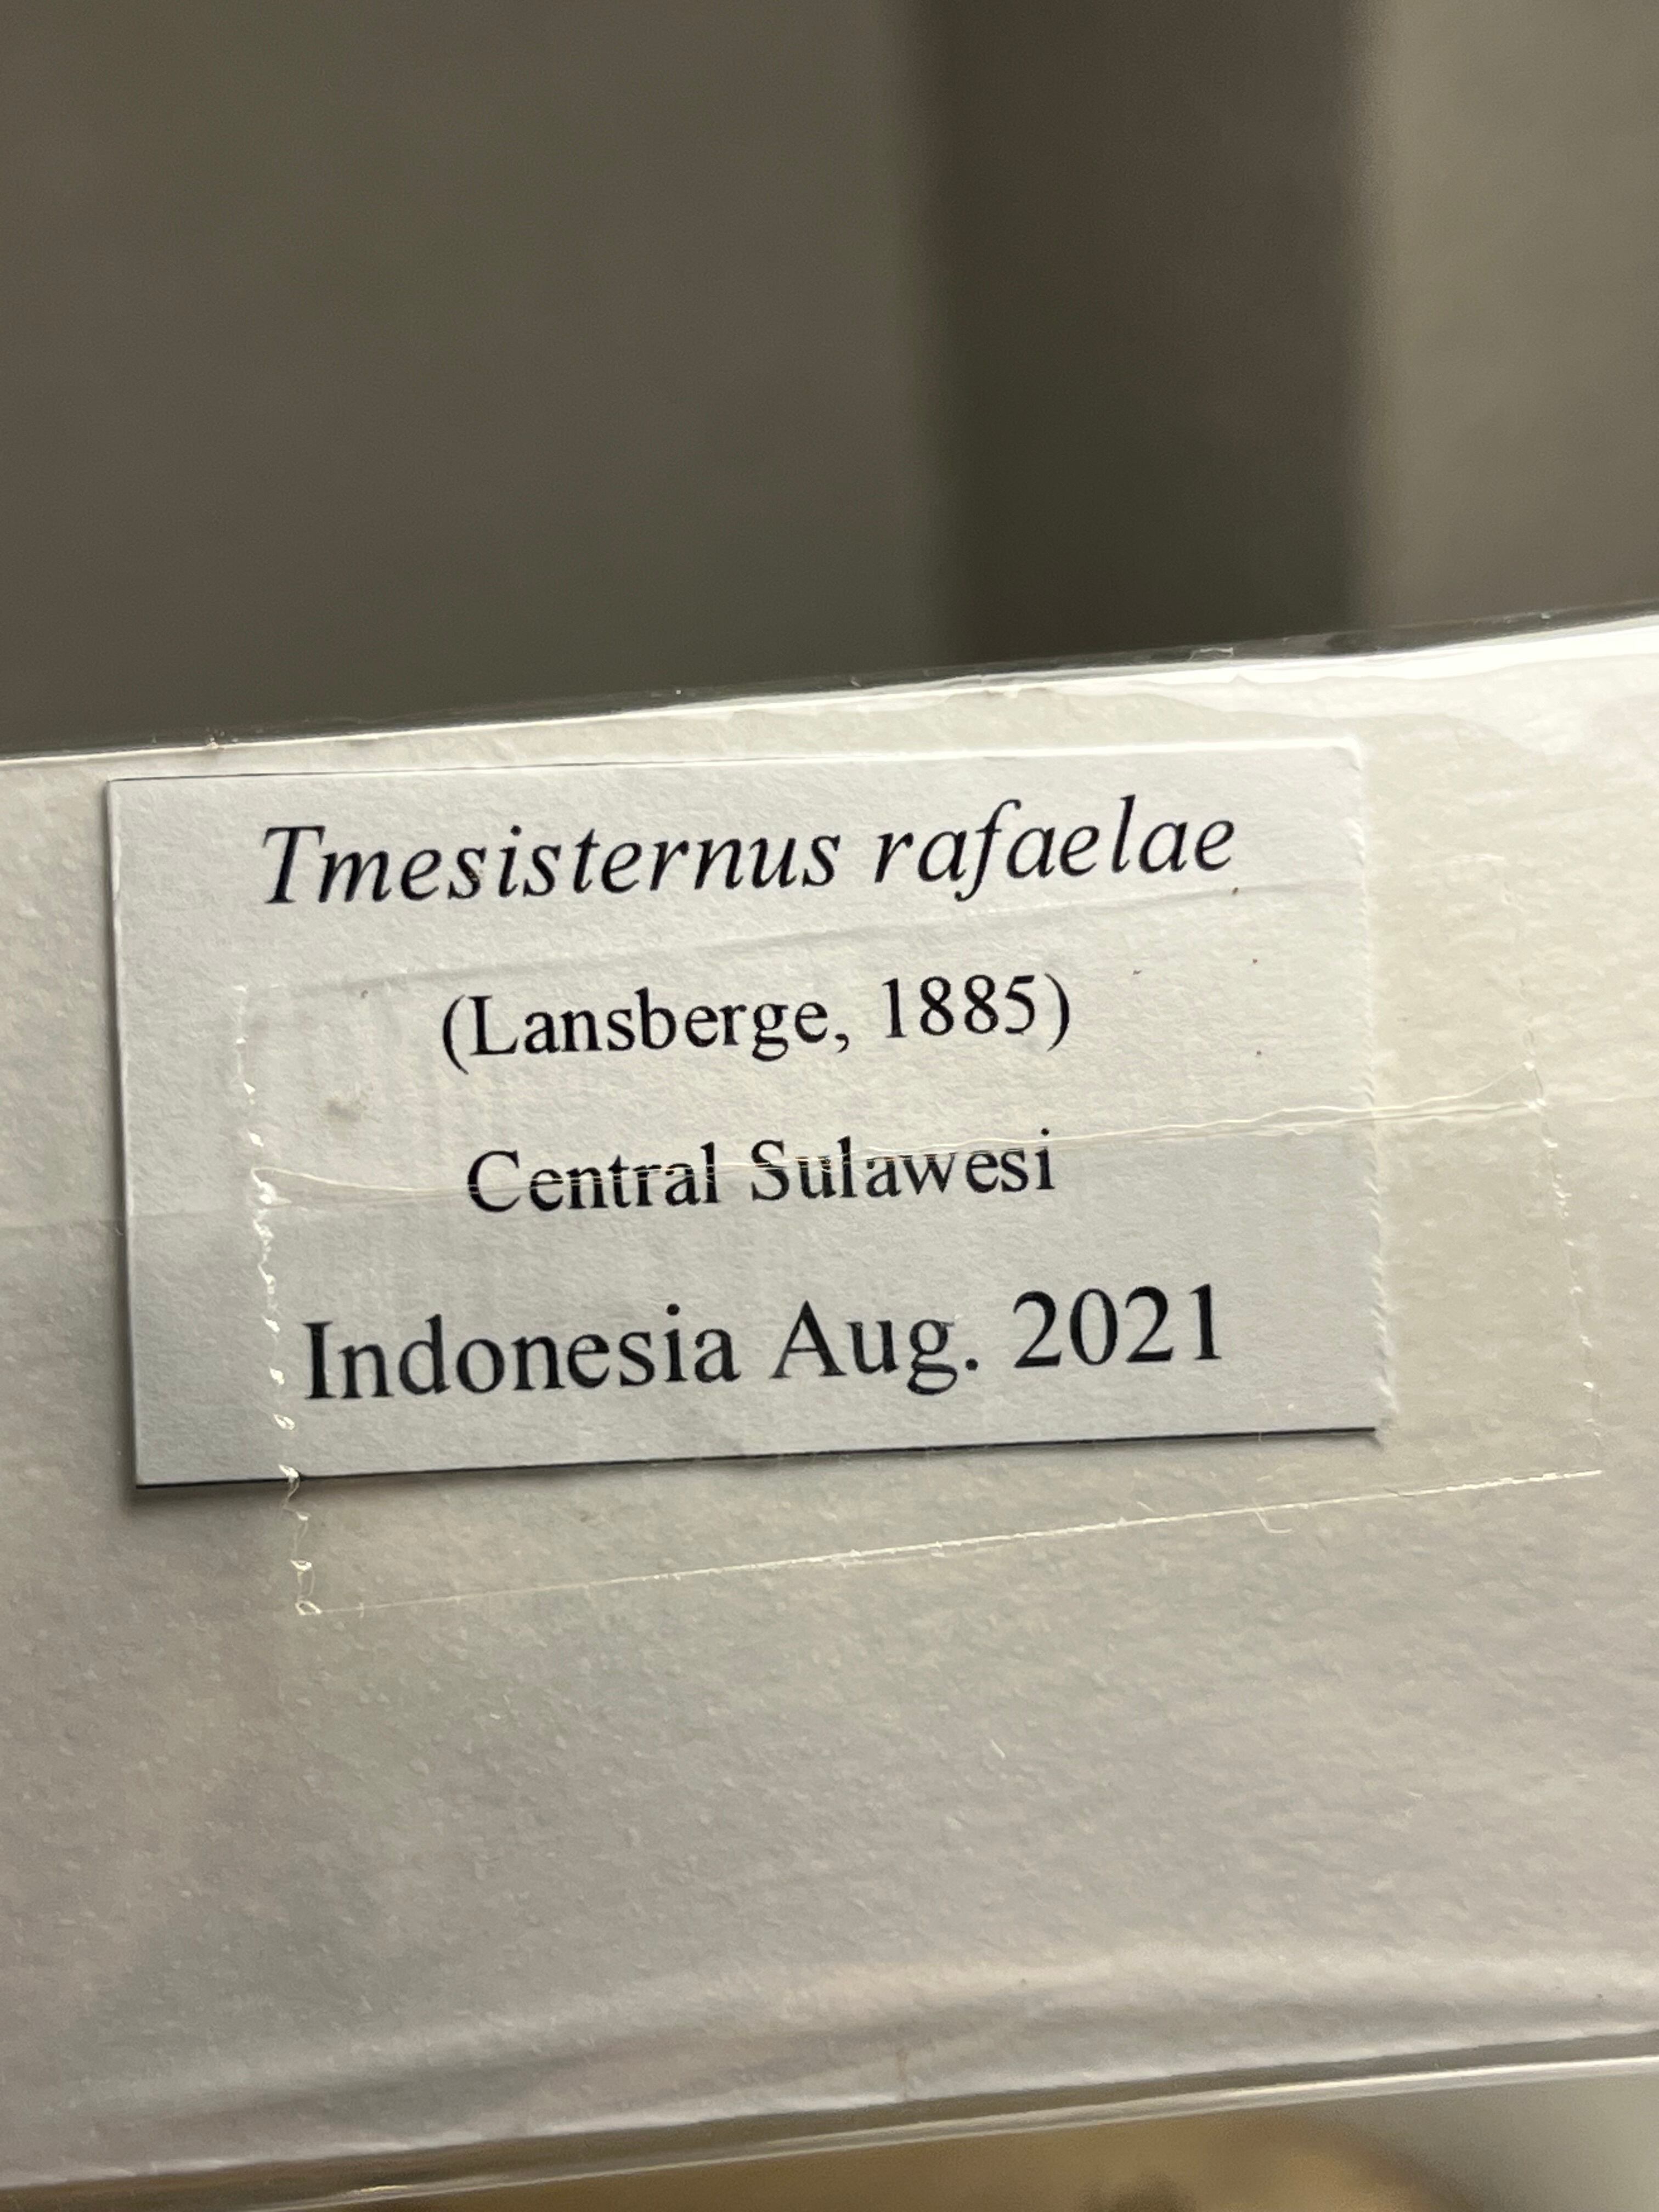 Tmesisternus rafaelae
(Lansberge, 1885)
Central Sulawesi
Indonesia Aug. 2021